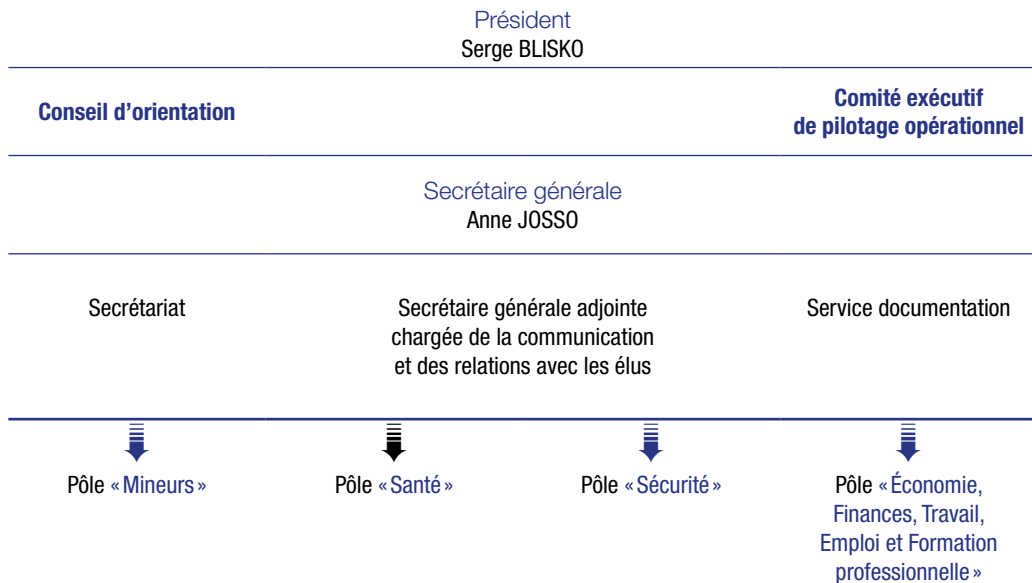 Président
Serge BLISKO
Conseil d’orientation
Comité exécutif
de pilotage opérationnel
Secrétaire générale
Anne JOSSO
Secrétariat
Secrétaire générale adjointe
chargée de la communication
et des relations avec les élus
Service documentation
Pôle « Mineurs »
Pôle « Santé »
Pôle « Sécurité »
Pôle « Économie,
Finances, Travail,
Emploi et Formation
professionnelle »